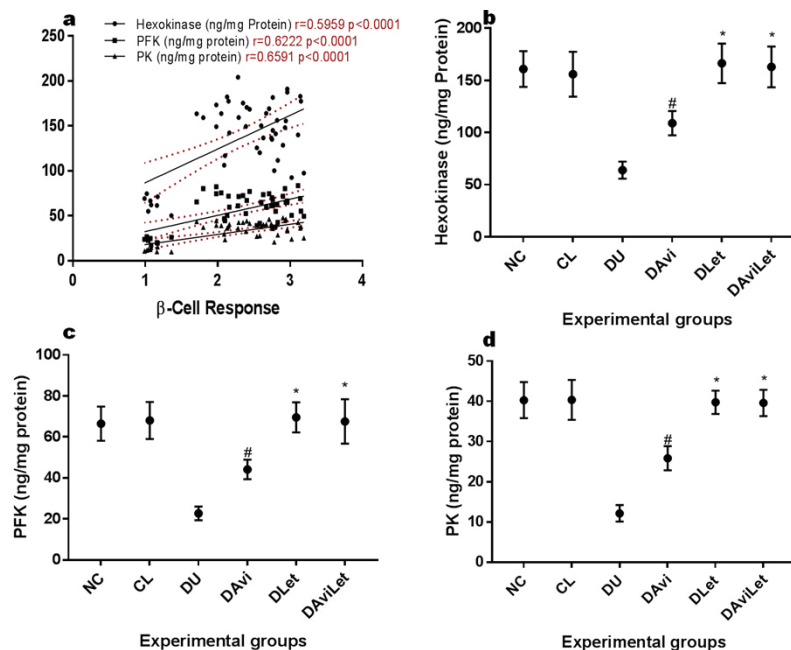 a
Hexokinase (ng/mg Protein) r=0.5959 p<0.0001
PFK (ng/mg protein) r=0.6222 p<0.0001
PK (ng/mg protein) r=0.6591 p<0.0001
250
200
150
100
50
0
0 1 2 3 4
β-Cell Response
b
Hexokinase (ng/mg Protein)
200
150
100
50
0
#
*
*
NC CL DU DAvi DLet DAviLet
Experimental groups
c
PFK (ng/mg protein)
100
80
60
40
20
0
#
*
*
NC CL DU DAvi DLet DAviLet
Experimental groups
d
PK (ng/mg protein)
50
40
30
20
10
0
#
*
*
NC CL DU DAvi DLet DAviLet
Experimental groups